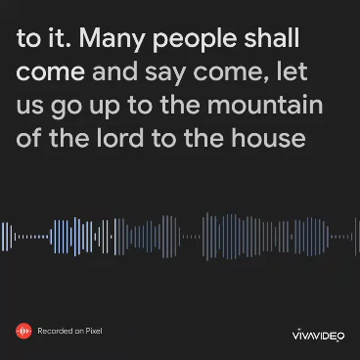 to it. Many people shall
come and say come, let
us go up to the mountain
of the lord to the house
Recorded on Pixel
VIVAVIDEO